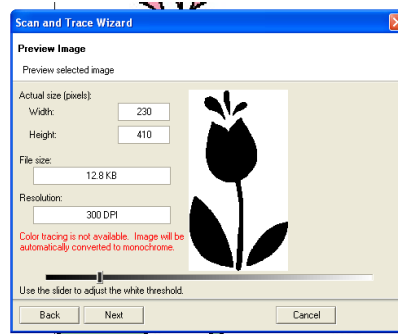 Scan and Trace Wizard
Preview Image
Preview selected image
Actual size (pixels):
Width: 230
Height: 410
File size:
12.8 KB
Resolution:
300 DPI
Color tracing is not available. Image will be
automatically converted to monochrome.
Use the slider to adjust the white threshold.
Back Next Cancel